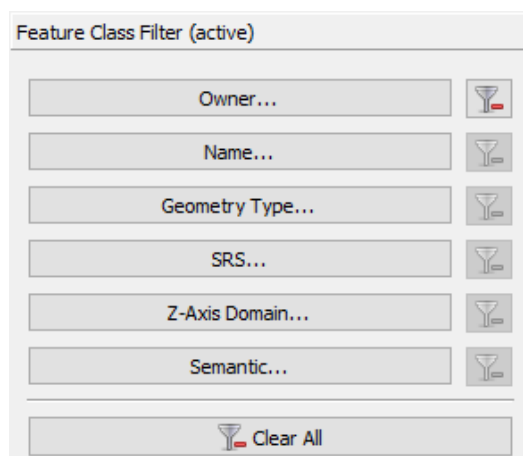 Feature Class Filter (active)
Owner...
Name...
Geometry Type...
SRS...
Z-Axis Domain...
Semantic...
Clear All